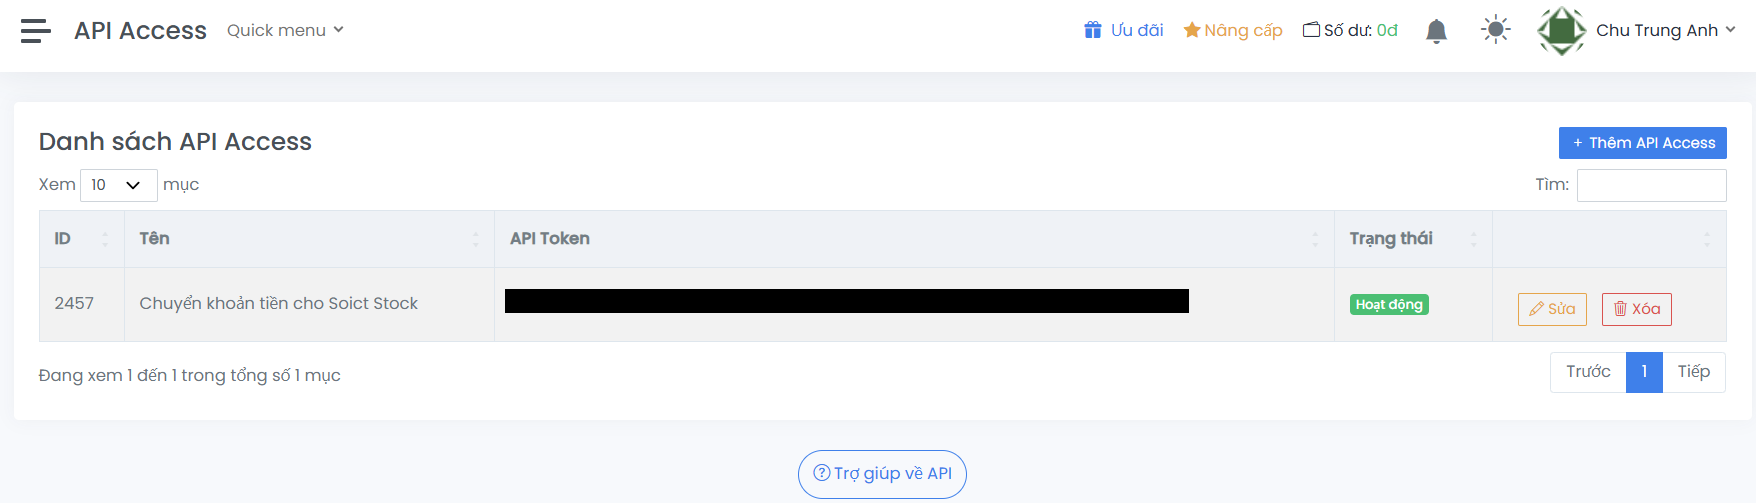 API Access Quick menu Ưu đãi Nâng cấp Số dư: 0đ Chu Trung Anh
Danh sách API Access
+ Thêm API Access
Xem 10 mục
Tìm:
ID Tên API Token Trạng thái
2457 Chuyển khoản tiền cho Soict Stock Hoạt động Sửa Xóa
Đang xem 1 đến 1 trong tổng số 1 mục
Trước 1 Tiếp
Trợ giúp về API